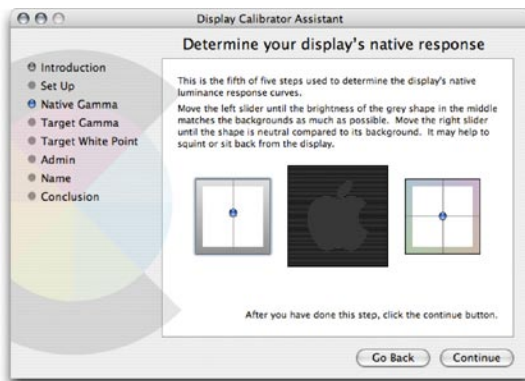 Display Calibrator Assistant
Determine your display's native response
Introduction
Set Up
Native Gamma
Target Gamma
Target White Point
Admin
Name
Conclusion
This is the fifth of five steps used to determine the display's native
luminance response curves.
Move the left slider until the brightness of the grey shape in the middle
matches the backgrounds as much as possible. Move the right slider
until the shape is neutral compared to its background. It may help to
squint or sit back from the display.
After you have done this step, click the continue button.
Go Back
Continue